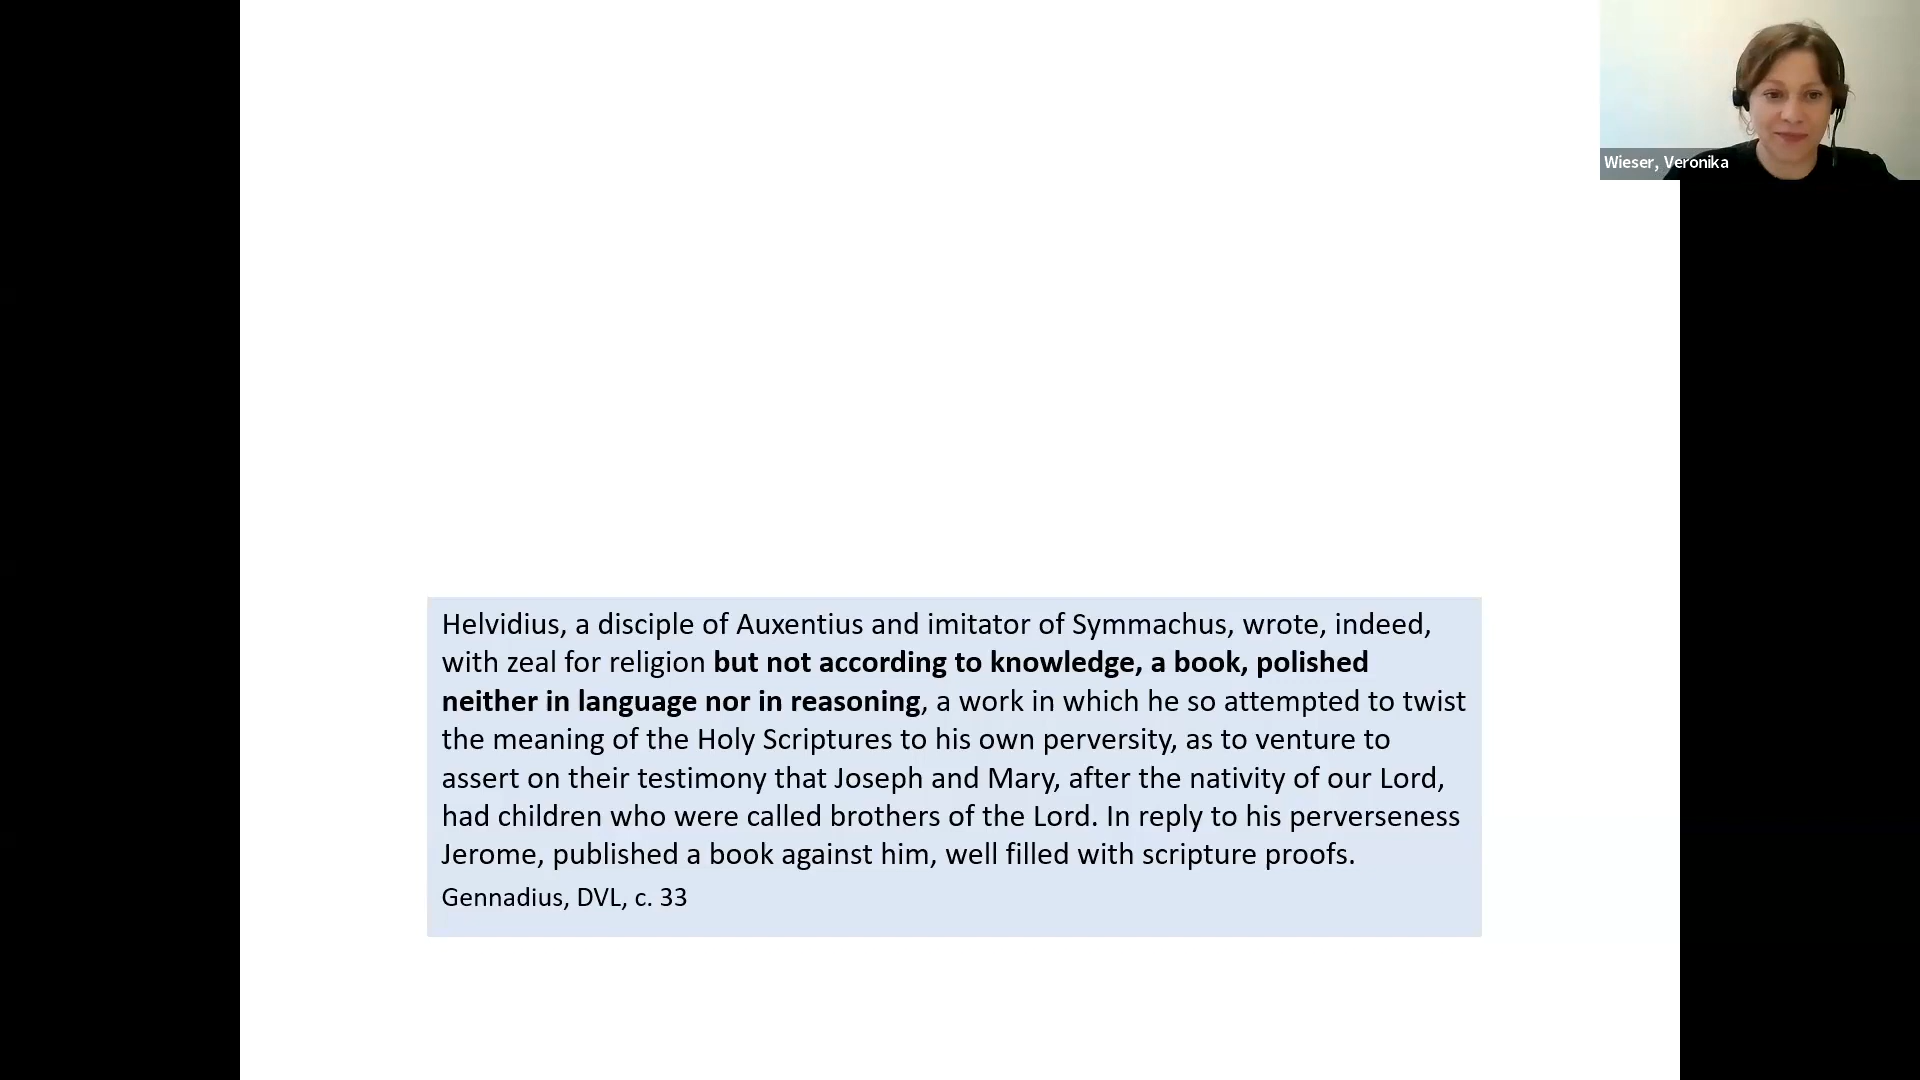 Wieser, Veronika
Helvidius, a disciple of Auxentius and imitator of Symmachus, wrote, indeed,
with zeal for religion but not according to knowledge, a book, polished
neither in language nor in reasoning, a work in which he so attempted to twist
the meaning of the Holy Scriptures to his own perversity, as to venture to
assert on their testimony that Joseph and Mary, after the nativity of our Lord,
had children who were called brothers of the Lord. In reply to his perverseness
Jerome, published a book against him, well filled with scripture proofs.
Gennadius, DVL, c. 33